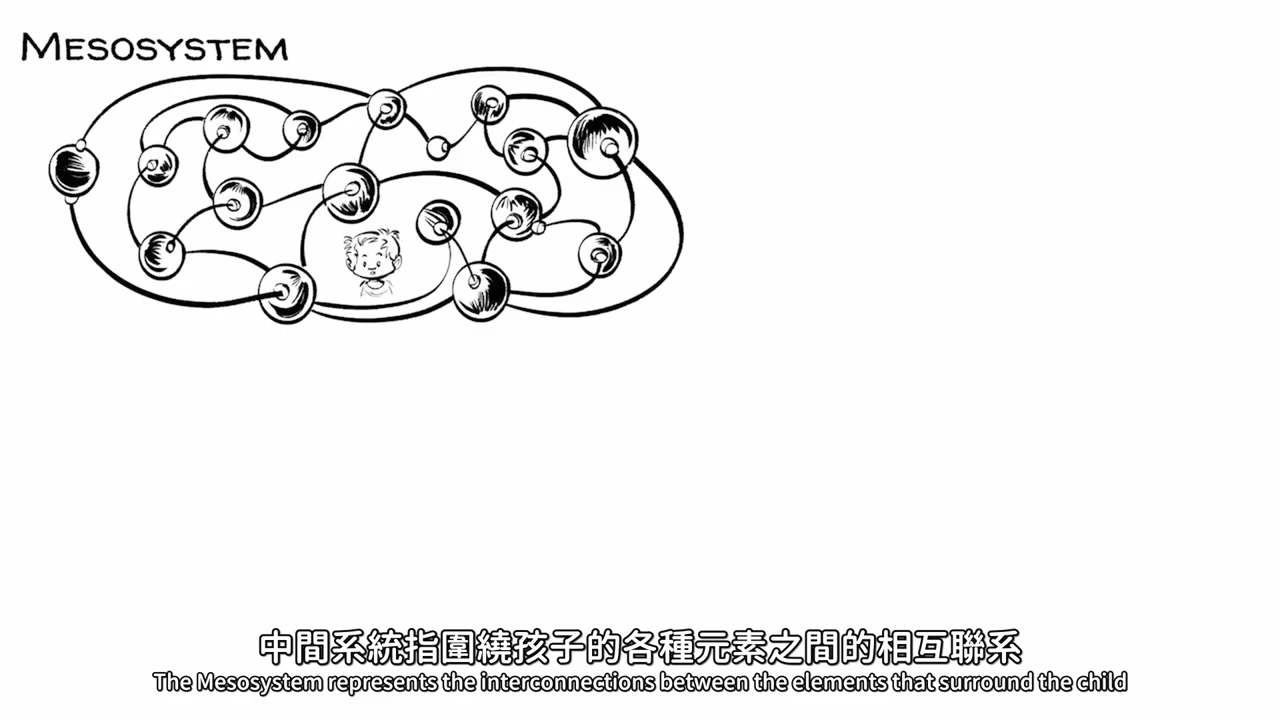 MESOSYSTEM
中間系統指圍繞孩子的各種元素之間的相互聯系
The Mesosystem represents the interconnections between the elements that surround the child